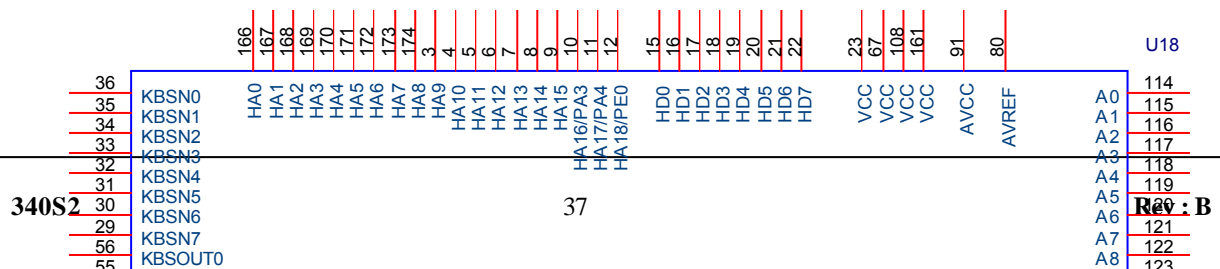 166 167 168 169 170 171 172 173 174 3 4 5 6 7 8 9 10 11 12 15 16 17 18 19 20 21 22 23 67 108 161 91 80
U18
HA0 HA1 HA2 HA3 HA4 HA5 HA6 HA7 HA8 HA9 HA10 HA11 HA12 HA13 HA14 HA15 HA16/PA3 HA17/PA4 HA18/PE0 HD0 HD1 HD2 HD3 HD4 HD5 HD6 HD7 VCC VCC VCC VCC AVCC AVREF
36 KBSN0 A0 114
35 KBSN1 A1 115
34 KBSN2 A2 116
33 KBSN3 A3 117
32 KBSN4 A4 118
31 KBSN5 A5 119
340S2 30 KBSN6 37 A6 120 Rev : B
29 KBSN7 A7 121
56 KBSOUT0 A8 122
55 123